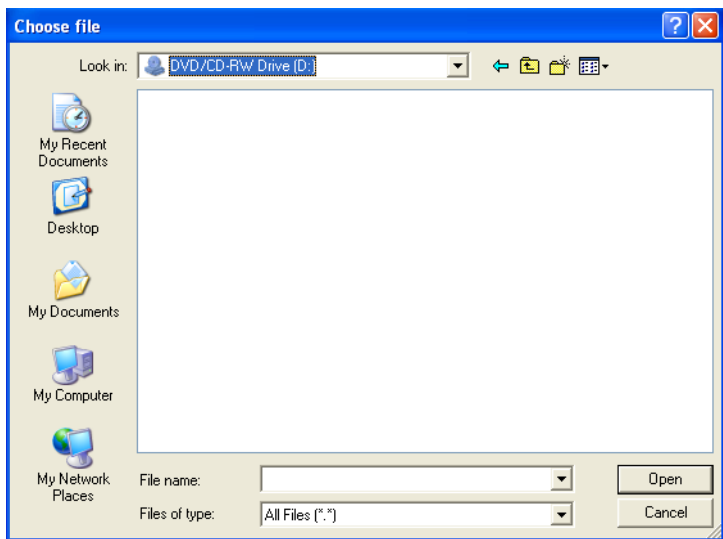 Choose file
Look in: DVD/CD-RW Drive (D:)
My Recent
Documents
Desktop
My Documents
My Computer
My Network
Places
File name:
Open
Files of type: All Files (*.*)
Cancel